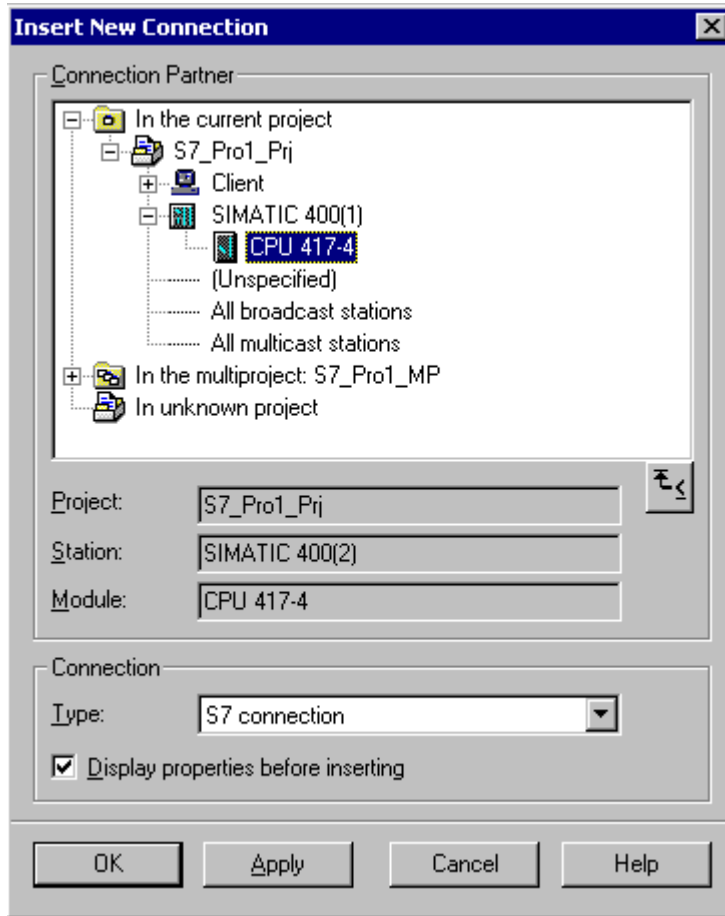 Insert New Connection
Connection Partner
In the current project
S7_Pro1_Prj
Client
SIMATIC 400(1)
CPU 417-4
(Unspecified)
All broadcast stations
All multicast stations
In the multiproject: S7_Pro1_MP
In unknown project
Project: S7_Pro1_Prj
Station: SIMATIC 400(2)
Module: CPU 417-4
Connection
Type: S7 connection
Display properties before inserting
OK Apply Cancel Help